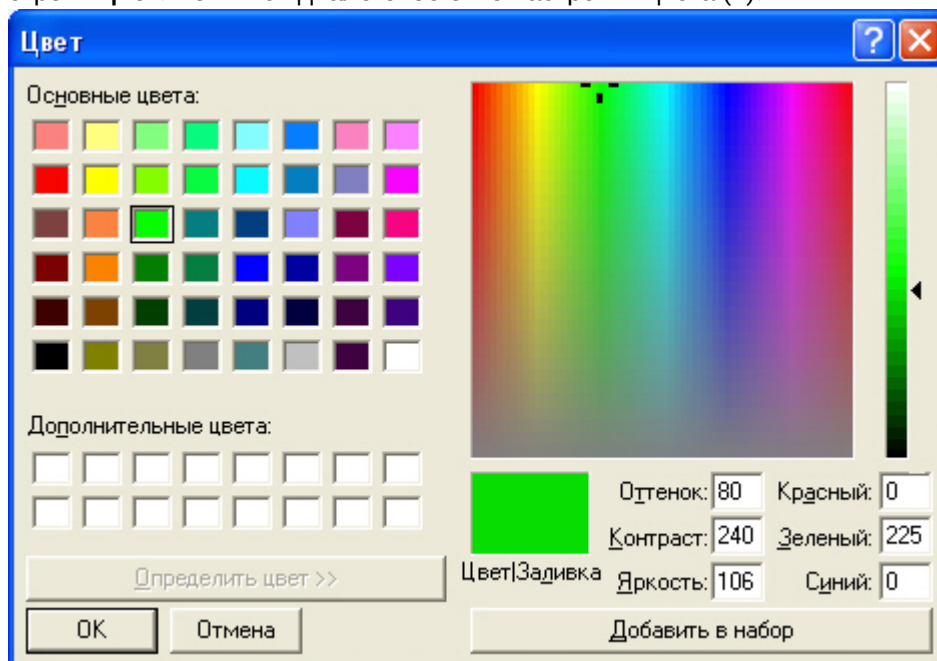 Цвет
Основные цвета:
Дополнительные цвета:
Определить цвет >>
OK Отмена
Оттенок: 80 Красный: 0
Контраст: 240 Зеленый: 225
Цвет|Заливка Яркость: 106 Синий: 0
Добавить в набор